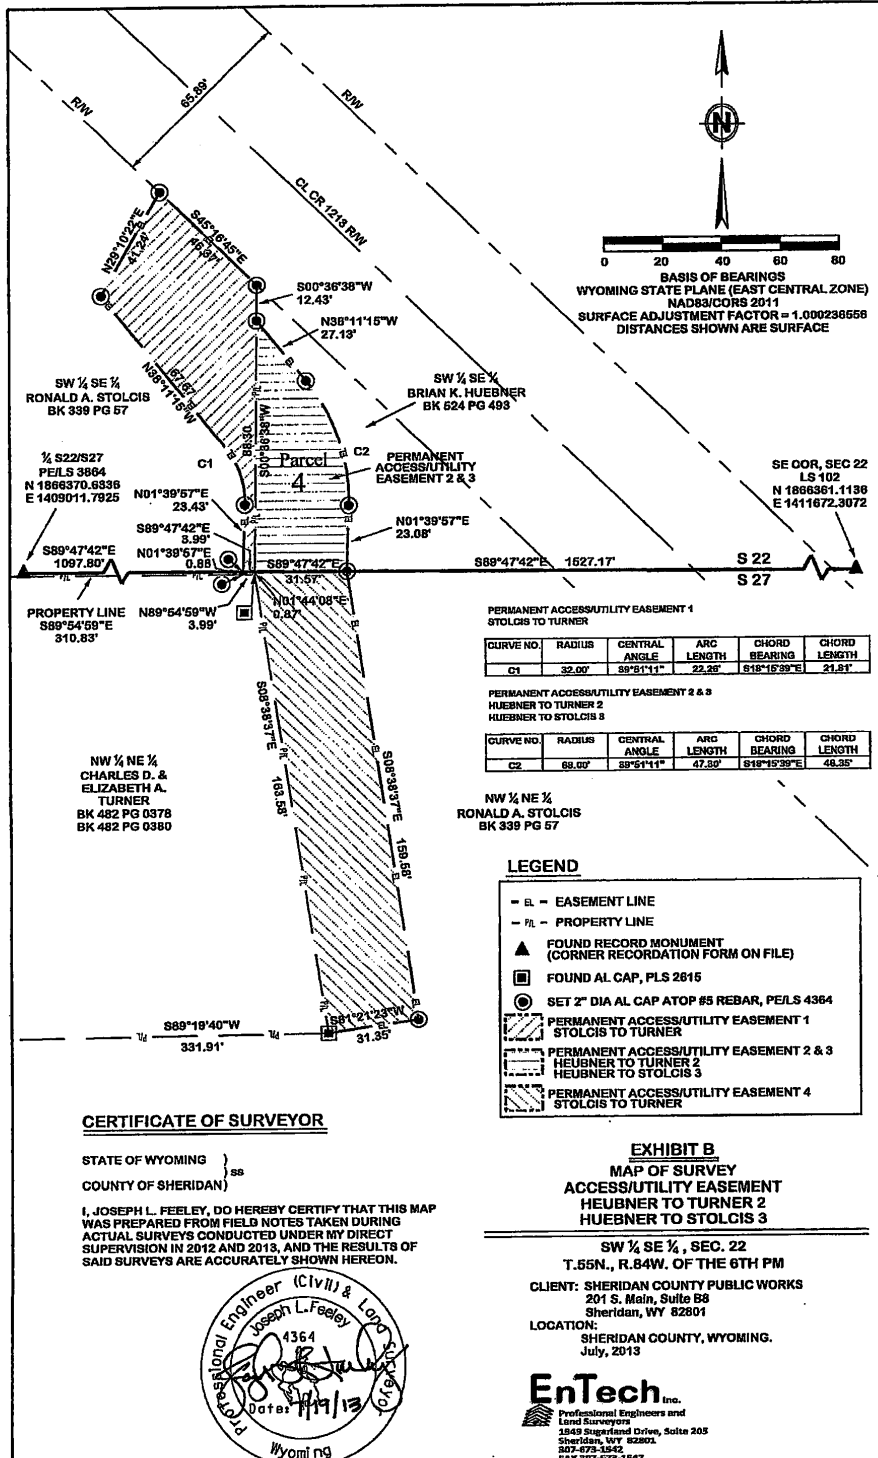 R/W
65.89'
R/W
CL CR 1213 R/W
N
0 20 40 60 80
BASIS OF BEARINGS
WYOMING STATE PLANE (EAST CENTRAL ZONE)
NAD83/CORS 2011
SURFACE ADJUSTMENT FACTOR = 1.000236556
DISTANCES SHOWN ARE SURFACE
N29°10'22"E
41.24'
S45°16'45"E
46.37'
S00°36'38"W
12.43'
N38°11'15"W
27.13'
SW ¼ SE ¼
RONALD A. STOLCIS
BK 339 PG 57
N38°11'15"W
67.67'
SW ¼ SE ¼
BRIAN K. HUEBNER
BK 524 PG 493
88.30
S00°36'38"W
P/L
EL
C1
C2
Parcel
4
PERMANENT
ACCESS/UTILITY
EASEMENT 2 & 3
¼ S22/S27
PE/LS 3864
N 1866370.6336
E 1409011.7925
SE COR, SEC 22
LS 102
N 1866361.1136
E 1411672.3072
N01°39'57"E
23.43'
S89°47'42"E
3.99'
N01°39'57"E
0.88'
N01°39'57"E
23.08'
S89°47'42"E
1097.80'
S89°47'42"E
31.57'
S89°47'42"E 1527.17'
S 22
S 27
PROPERTY LINE
S89°54'59"E
310.83'
N89°54'59"W
3.99'
N01°44'08"E
0.87'
PERMANENT ACCESS/UTILITY EASEMENT 1
STOLCIS TO TURNER
CURVE NO. RADIUS CENTRAL ANGLE ARC LENGTH CHORD BEARING CHORD LENGTH
C1 32.00' 39°51'11" 22.26' S18°15'39"E 21.81'
PERMANENT ACCESS/UTILITY EASEMENT 2 & 3
HUEBNER TO TURNER 2
HUEBNER TO STOLCIS 3
CURVE NO. RADIUS CENTRAL ANGLE ARC LENGTH CHORD BEARING CHORD LENGTH
C2 68.00' 39°51'11" 47.30' S18°15'39"E 46.35'
S08°38'37"E
163.58'
S08°38'37"E
159.58'
NW ¼ NE ¼
CHARLES D. &
ELIZABETH A.
TURNER
BK 482 PG 0378
BK 482 PG 0380
NW ¼ NE ¼
RONALD A. STOLCIS
BK 339 PG 57
S89°19'40"W
331.91'
S81°21'23"W
31.35'
LEGEND
- EL - EASEMENT LINE
- P/L - PROPERTY LINE
FOUND RECORD MONUMENT
(CORNER RECORDATION FORM ON FILE)
FOUND AL CAP, PLS 2615
SET 2" DIA AL CAP ATOP #5 REBAR, PE/LS 4364
PERMANENT ACCESS/UTILITY EASEMENT 1
STOLCIS TO TURNER
PERMANENT ACCESS/UTILITY EASEMENT 2 & 3
HEUBNER TO TURNER 2
HEUBNER TO STOLCIS 3
PERMANENT ACCESS/UTILITY EASEMENT 4
STOLCIS TO TURNER
CERTIFICATE OF SURVEYOR
STATE OF WYOMING )
) ss
COUNTY OF SHERIDAN)
I, JOSEPH L. FEELEY, DO HEREBY CERTIFY THAT THIS MAP
WAS PREPARED FROM FIELD NOTES TAKEN DURING
ACTUAL SURVEYS CONDUCTED UNDER MY DIRECT
SUPERVISION IN 2012 AND 2013, AND THE RESULTS OF
SAID SURVEYS ARE ACCURATELY SHOWN HEREON.
Professional Engineer (Civil) & Land Surveyor
Joseph L. Feeley
4364
Date: 7/19/13
Wyoming
EXHIBIT B
MAP OF SURVEY
ACCESS/UTILITY EASEMENT
HEUBNER TO TURNER 2
HUEBNER TO STOLCIS 3
SW ¼ SE ¼, SEC. 22
T.55N., R.84W. OF THE 6TH PM
CLIENT: SHERIDAN COUNTY PUBLIC WORKS
201 S. Main, Suite B8
Sheridan, WY 82801
LOCATION:
SHERIDAN COUNTY, WYOMING.
July, 2013
EnTech Inc.
Professional Engineers and
Land Surveyors
1949 Sugarland Drive, Suite 205
Sheridan, WY 82801
307-673-1542